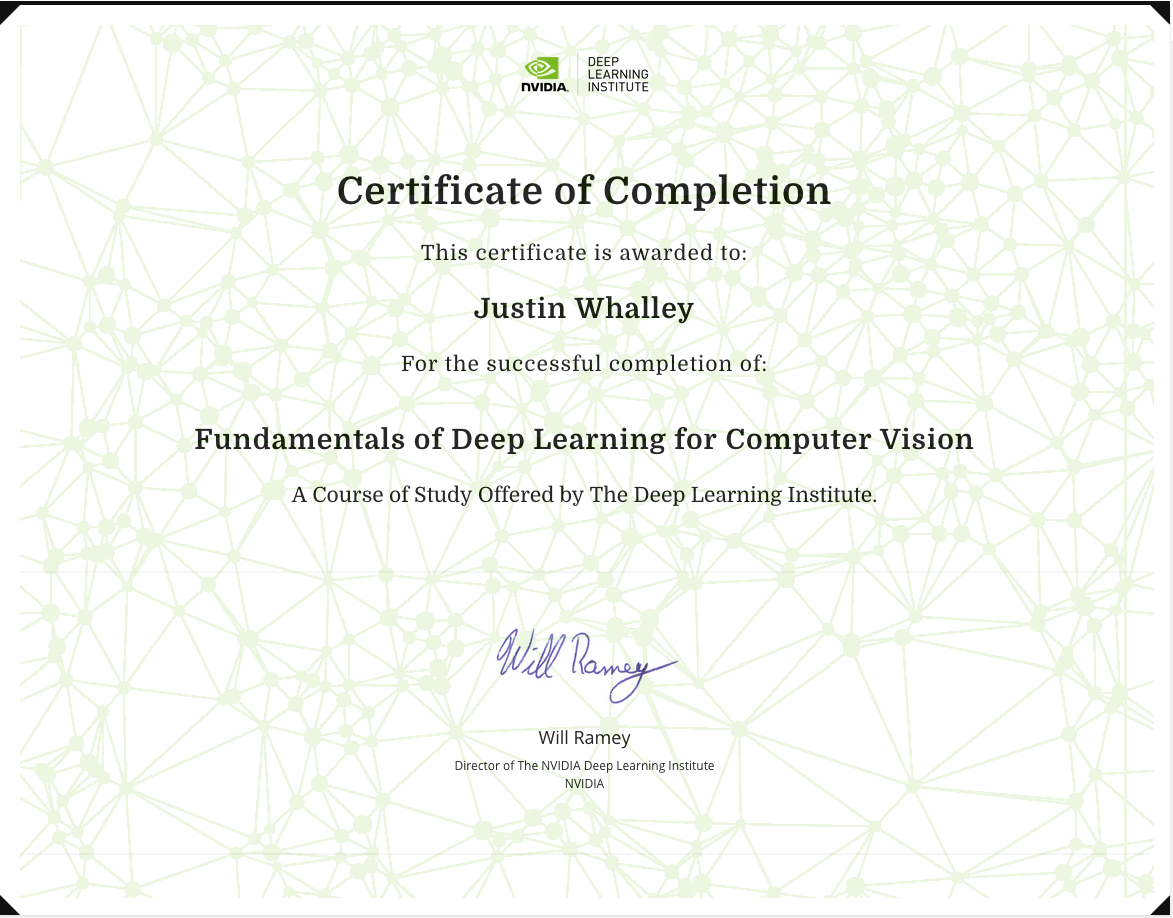 NVIDIA.
DEEP
LEARNING
INSTITUTE
Certificate of Completion
This certificate is awarded to:
Justin Whalley
For the successful completion of:
Fundamentals of Deep Learning for Computer Vision
A Course of Study Offered by The Deep Learning Institute.
Will Ramey
Will Ramey
Director of The NVIDIA Deep Learning Institute
NVIDIA